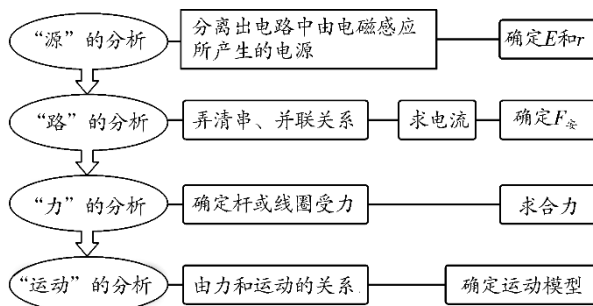 “源”的分析
分离出电路中由电磁感应
所产生的电源
确定E和r
“路”的分析
弄清串、并联关系
求电流
确定F安
“力”的分析
确定杆或线圈受力
求合力
“运动”的分析
由力和运动的关系
确定运动模型